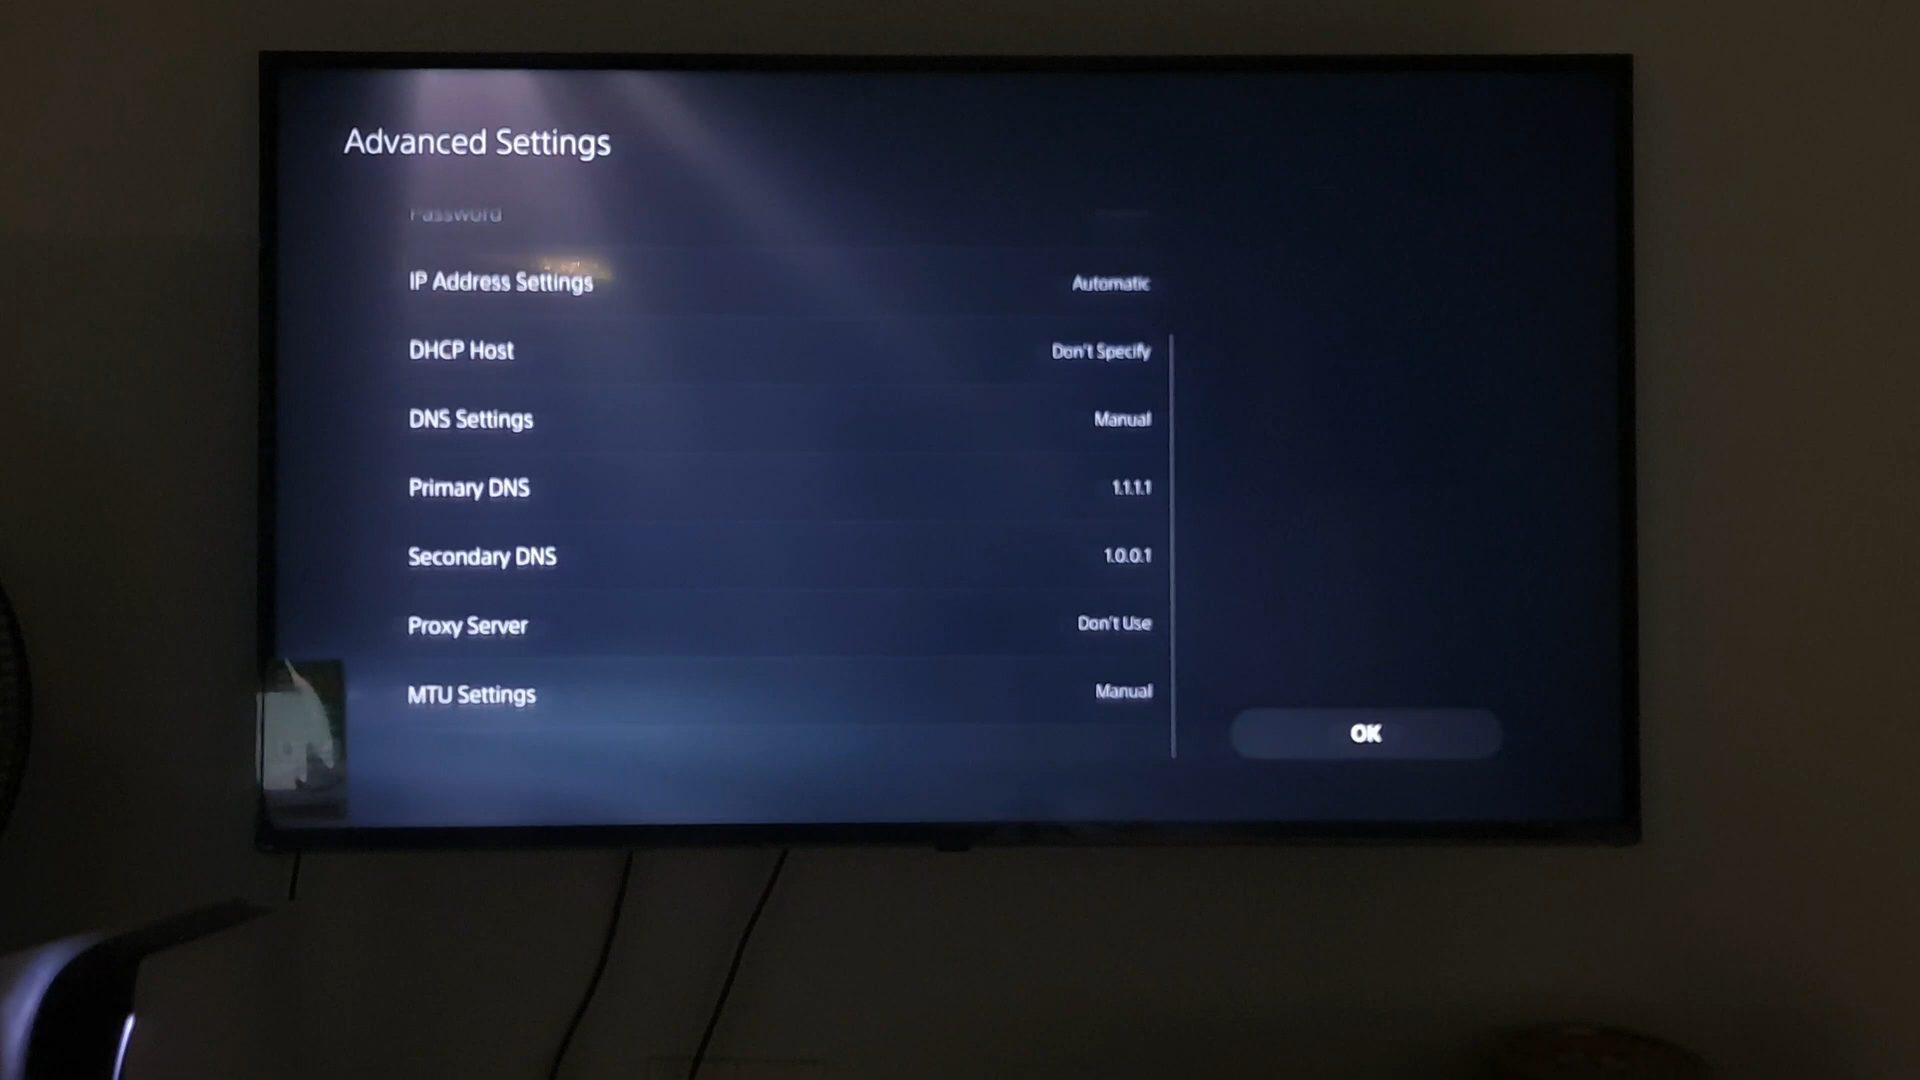 Advanced Settings
Password
IP Address Settings Automatic
DHCP Host Don't Specify
DNS Settings Manual
Primary DNS 1.1.1.1
Secondary DNS 1.0.0.1
Proxy Server Don't Use
MTU Settings Manual
OK